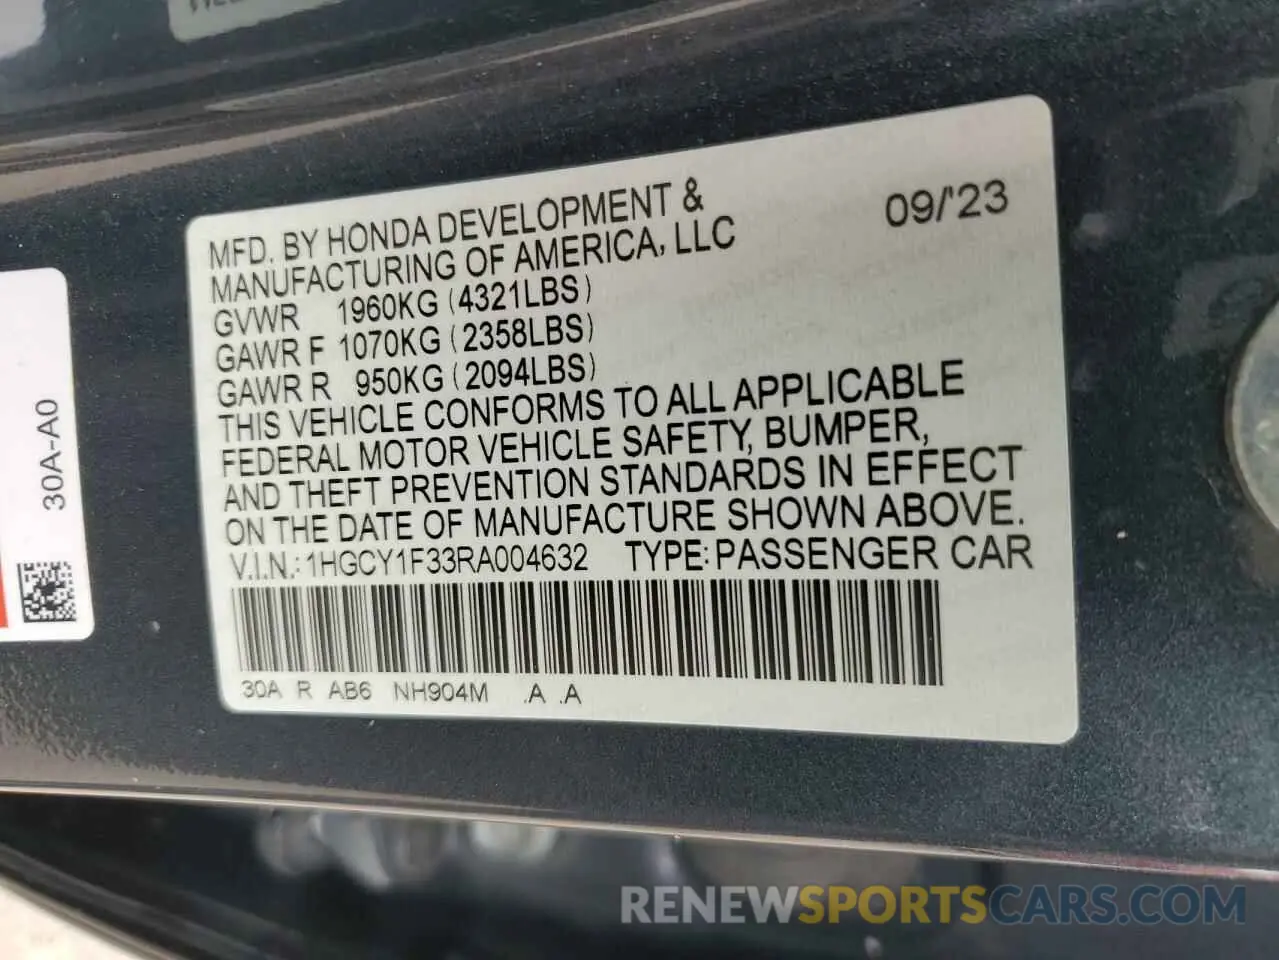 MFD. BY HONDA DEVELOPMENT & 09/'23
MANUFACTURING OF AMERICA, LLC
GVWR 1960KG (4321LBS)
GAWR F 1070KG (2358LBS)
GAWR R 950KG (2094LBS)
THIS VEHICLE CONFORMS TO ALL APPLICABLE
FEDERAL MOTOR VEHICLE SAFETY, BUMPER,
AND THEFT PREVENTION STANDARDS IN EFFECT
ON THE DATE OF MANUFACTURE SHOWN ABOVE.
V.I.N.: 1HGCY1F33RA004632 TYPE: PASSENGER CAR
30A R AB6 NH904M .A .A
30A-A0
RENEWSPORTSCARS.COM